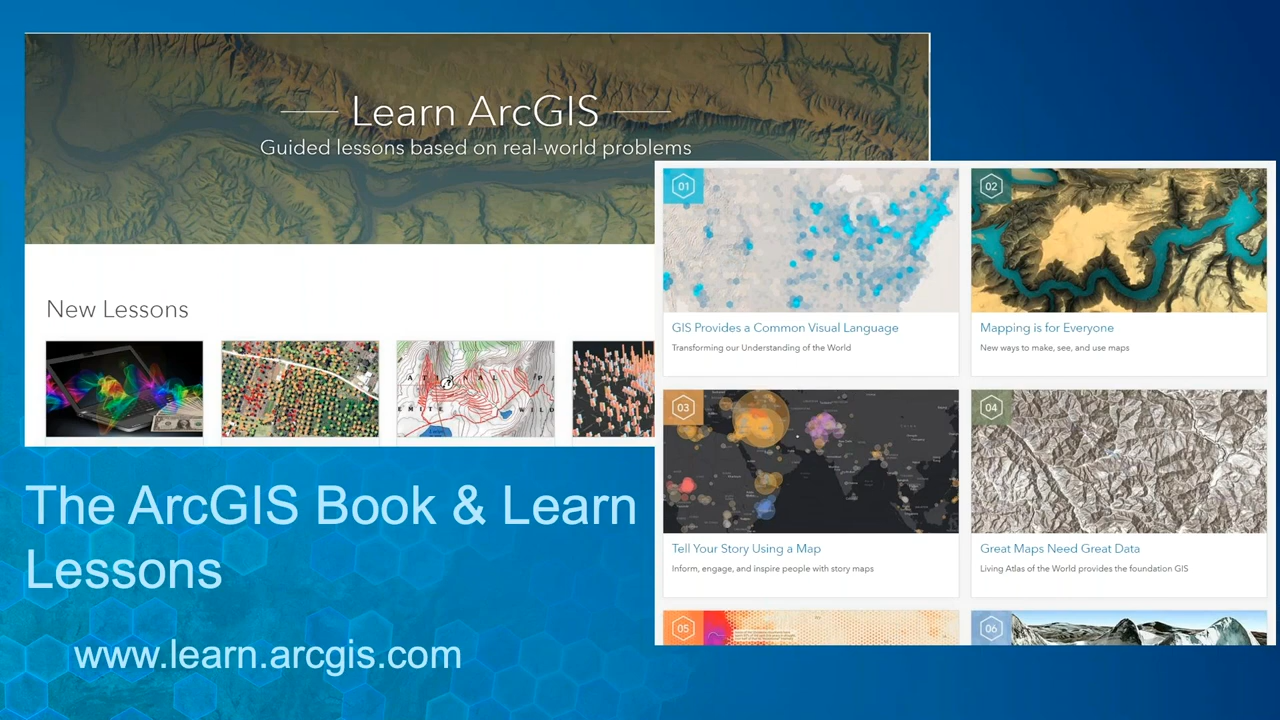 Learn ArcGIS
Guided lessons based on real-world problems
New Lessons
01
GIS Provides a Common Visual Language
Transforming our Understanding of the World
02
Mapping is for Everyone
New ways to make, see, and use maps
03
Tell Your Story Using a Map
Inform, engage, and inspire people with story maps
04
Great Maps Need Great Data
Living Atlas of the World provides the foundation GIS
05
06
The ArcGIS Book & Learn
Lessons
www.learn.arcgis.com